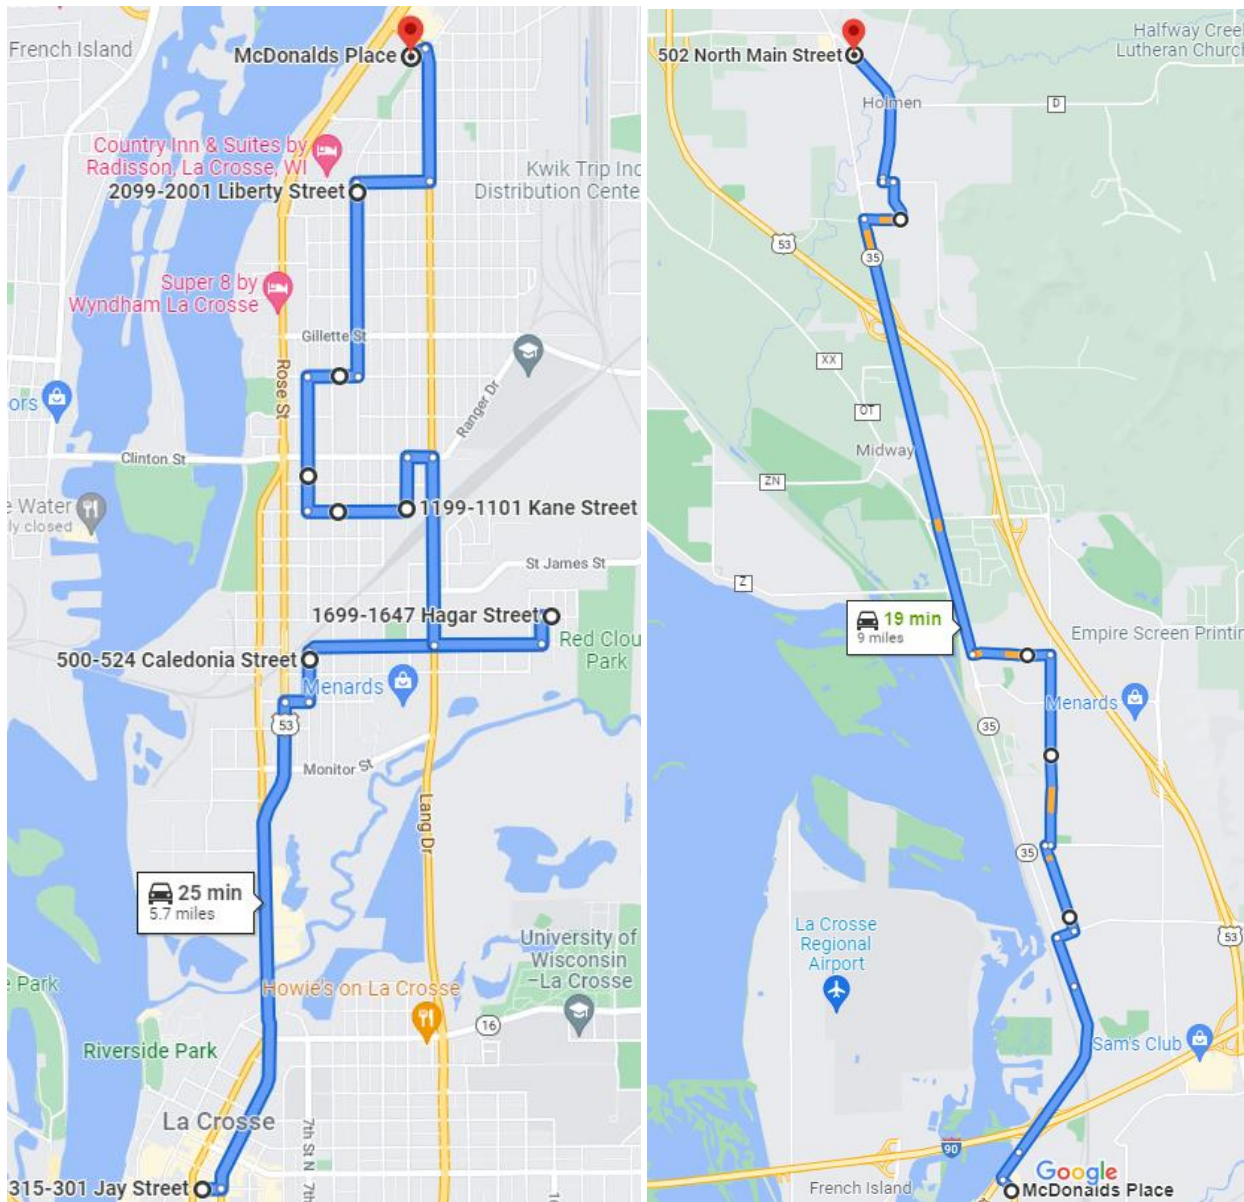 French Island
McDonalds Place
Country Inn & Suites by
Radisson, La Crosse, WI
Kwik Trip Inc
Distribution Cente
2099-2001 Liberty Street
Super 8 by
Wyndham La Crosse
Gillette St
Rose St
ors
Ranger Dr
Clinton St
e Water
ly closed
1199-1101 Kane Street
St James St
1699-1647 Hagar Street
Red Clou
Park
500-524 Caledonia Street
Menards
53
Monitor St
Lang Dr
25 min
5.7 miles
University of
Wisconsin
-La Crosse
e Park
Howie's on La Crosse
16
Riverside Park
La Crosse
7th St N
7th
315-301 Jay Street
16
502 North Main Street
Halfway Cree
Lutheran Churc
Holmen
D
53
35
XX
OT
Midway
ZN
Z
19 min
9 miles
Empire Screen Printin
Menards
35
35
La Crosse
Regional
Airport
53
Sam's Club
90
Google
French Island
McDonalds Place